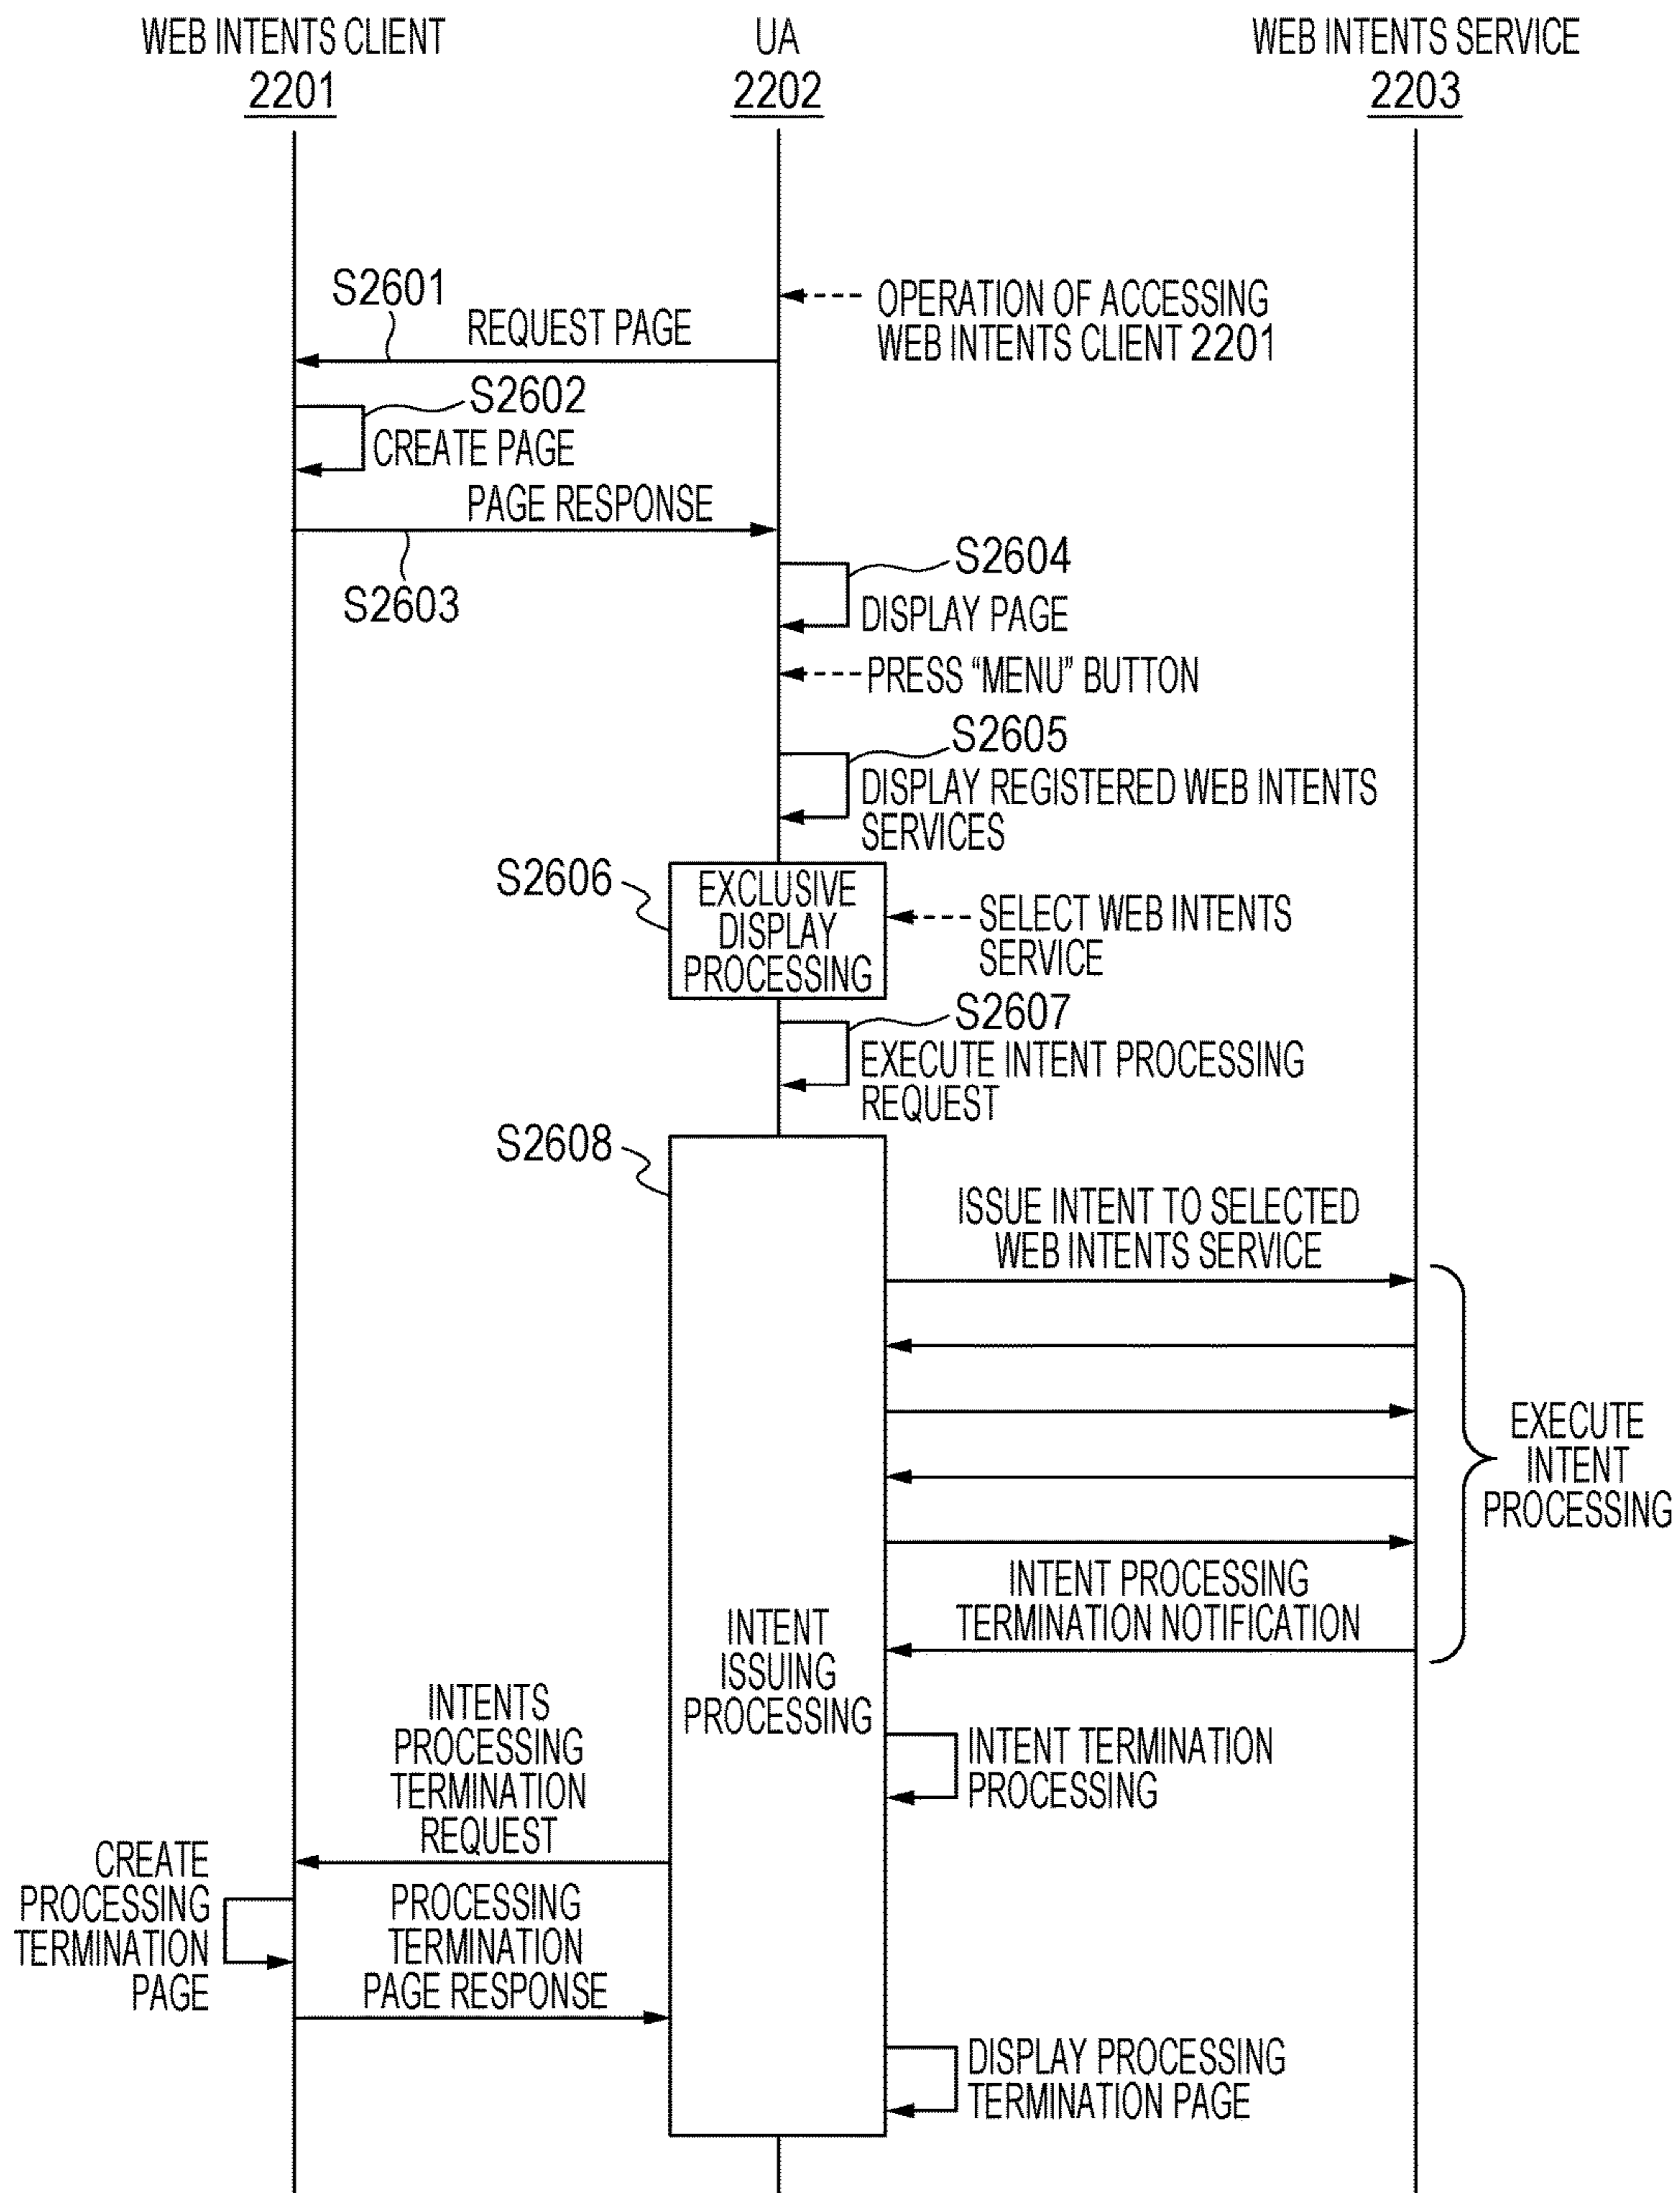 WEB INTENTS CLIENT
2201
UA
2202
WEB INTENTS SERVICE
2203
OPERATION OF ACCESSING
WEB INTENTS CLIENT 2201
S2601
REQUEST PAGE
S2602
CREATE PAGE
PAGE RESPONSE
S2603
S2604
DISPLAY PAGE
PRESS “MENU” BUTTON
S2605
DISPLAY REGISTERED WEB INTENTS
SERVICES
S2606
EXCLUSIVE
DISPLAY
PROCESSING
SELECT WEB INTENTS
SERVICE
S2607
EXECUTE INTENT PROCESSING
REQUEST
S2608
ISSUE INTENT TO SELECTED
WEB INTENTS SERVICE
EXECUTE
INTENT
PROCESSING
INTENT PROCESSING
TERMINATION NOTIFICATION
INTENT
ISSUING
PROCESSING
INTENT TERMINATION
PROCESSING
INTENTS
PROCESSING
TERMINATION
REQUEST
CREATE
PROCESSING
TERMINATION
PAGE
PROCESSING
TERMINATION
PAGE RESPONSE
DISPLAY PROCESSING
TERMINATION PAGE